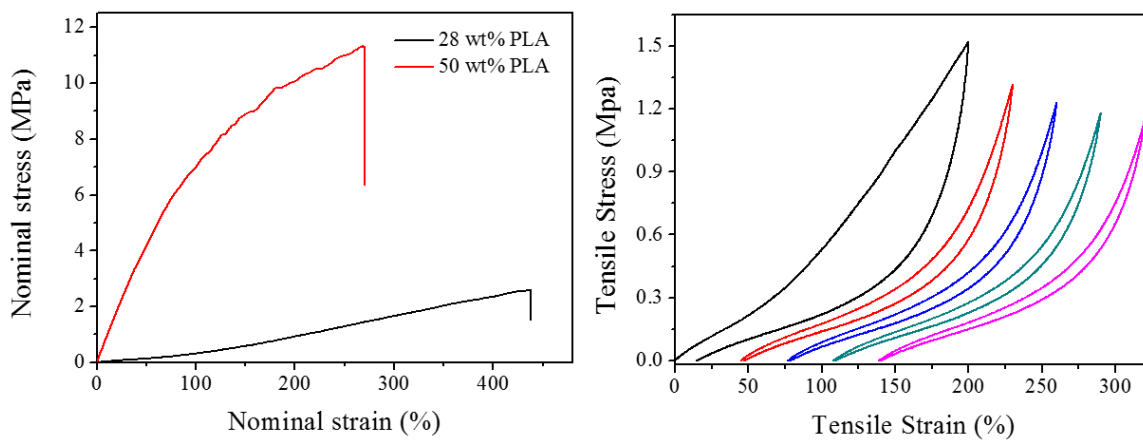 12
10
8
6
4
2
0
0 100 200 300 400
Nominal stress (MPa)
Nominal strain (%)
28 wt% PLA
50 wt% PLA
1.5
1.2
0.9
0.6
0.3
0.0
0 50 100 150 200 250 300
Tensile Stress (Mpa)
Tensile Strain (%)